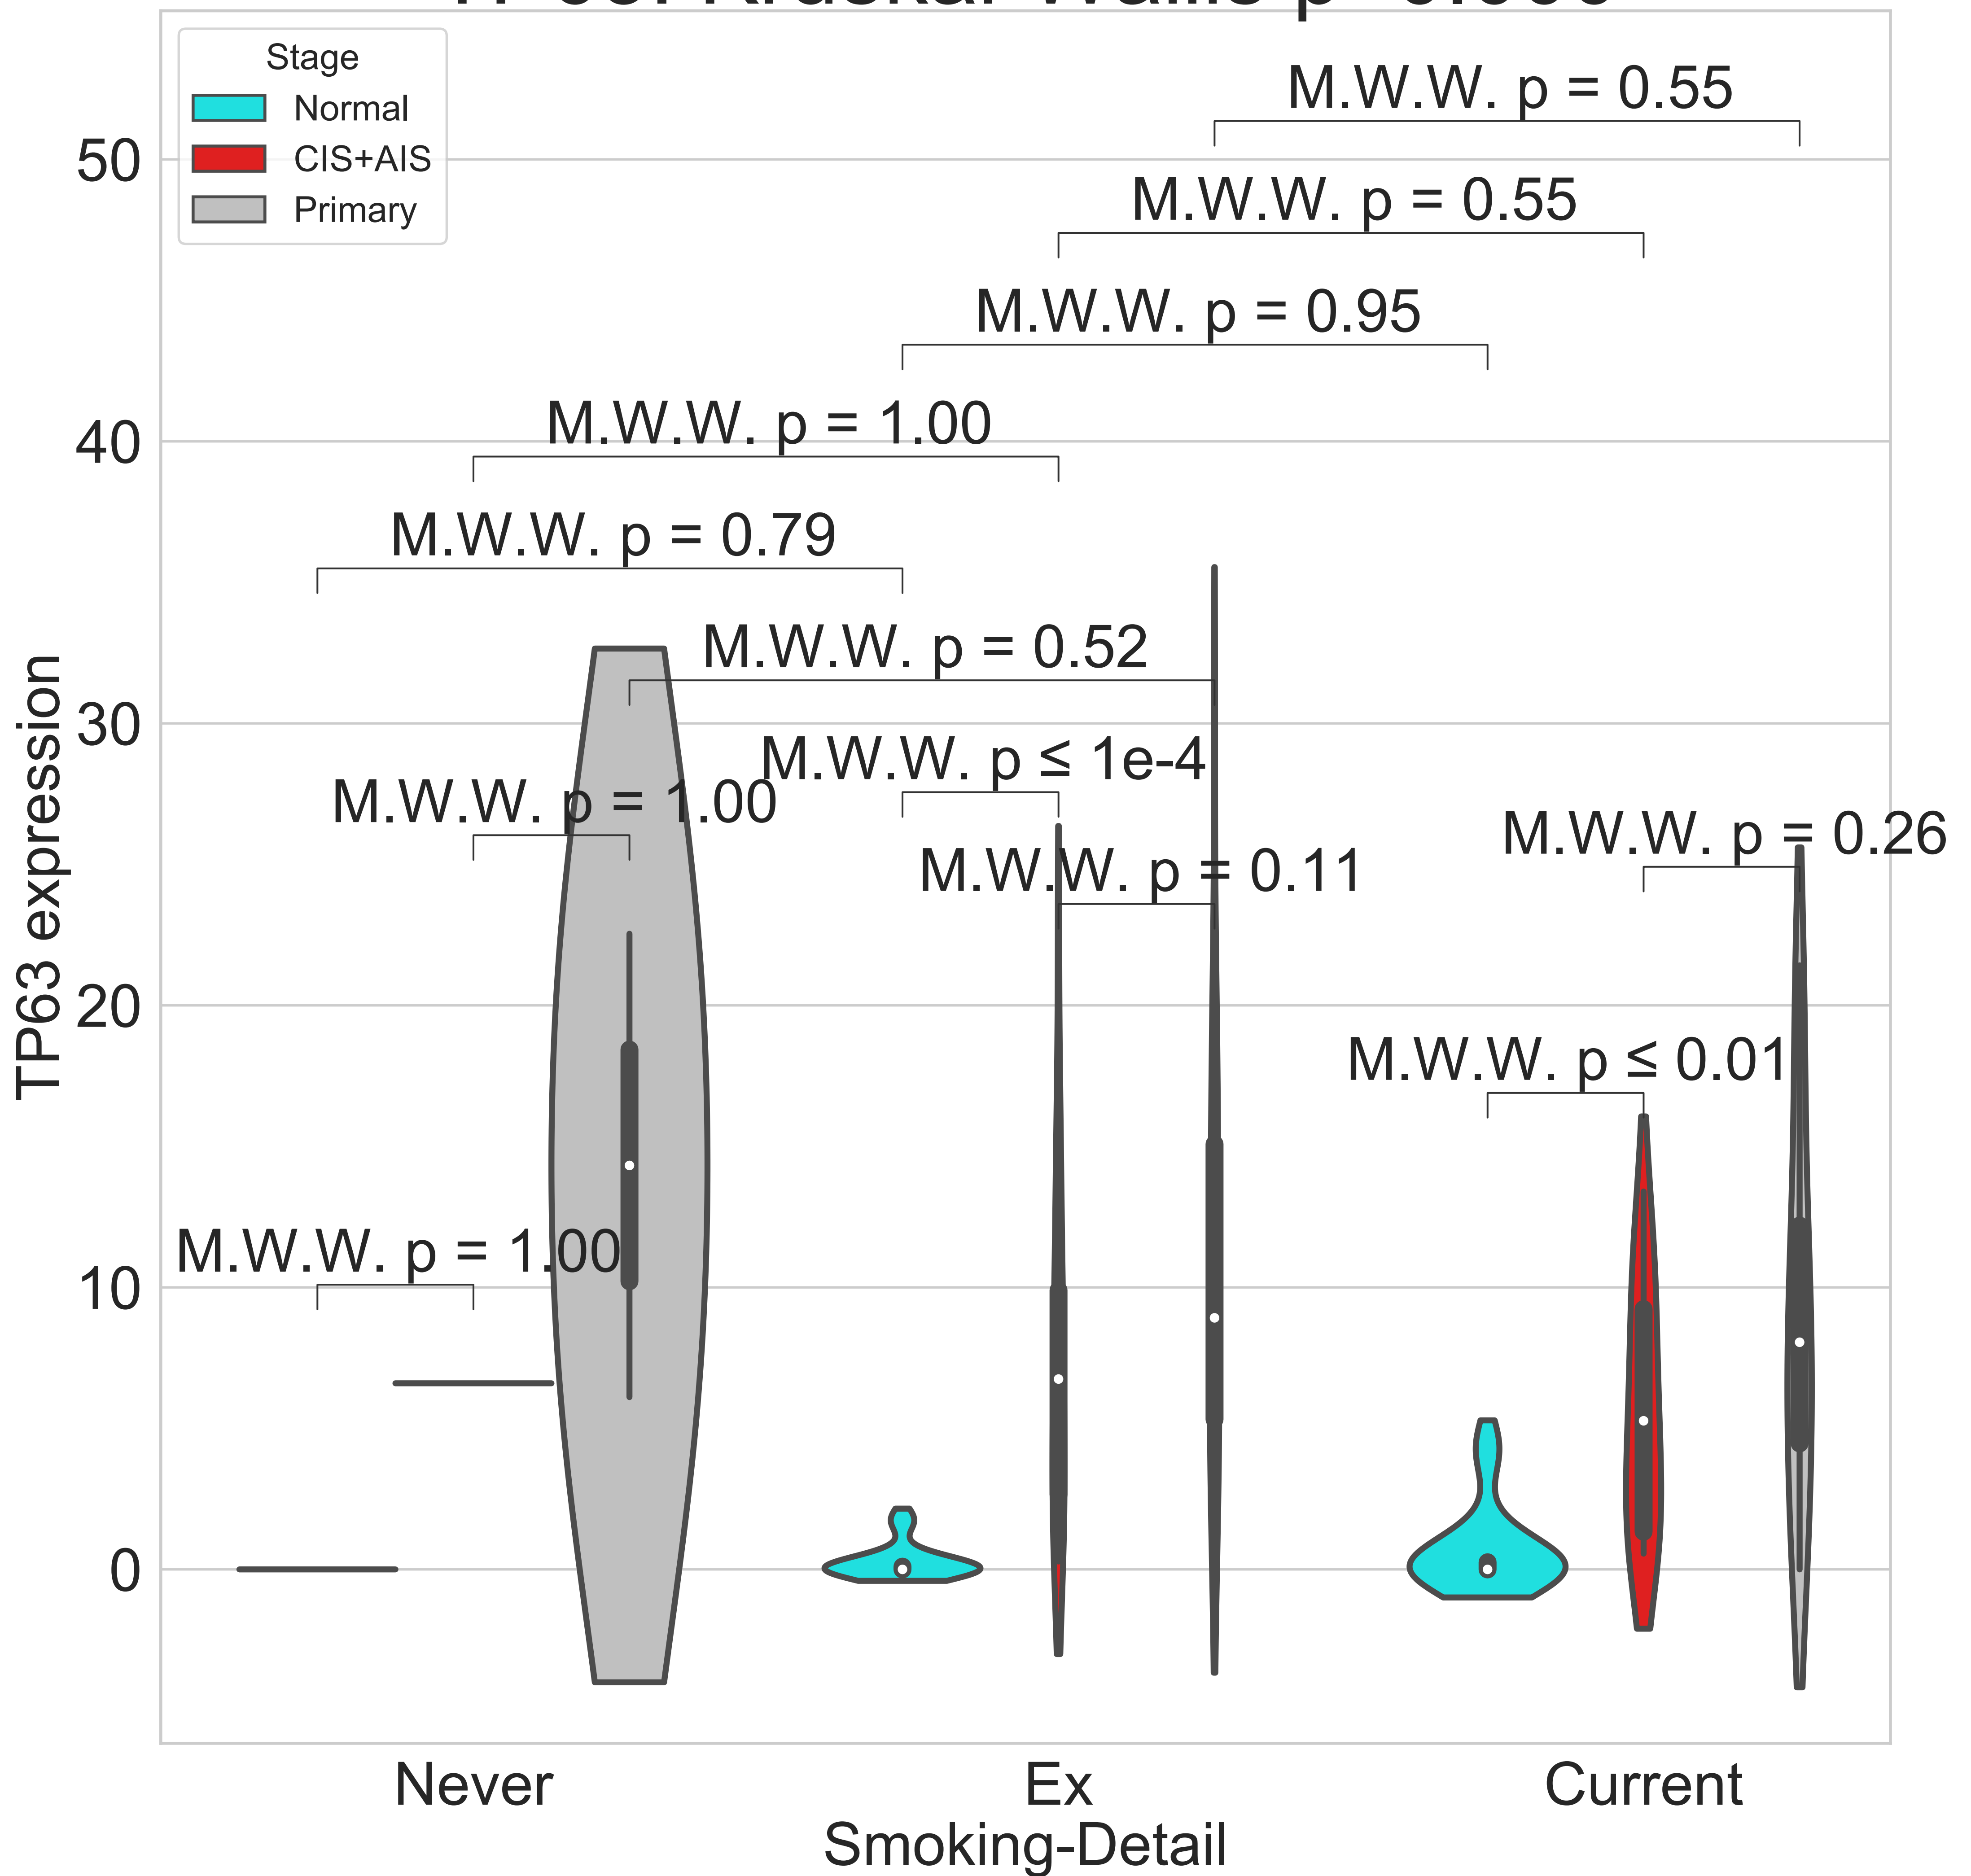 Stage
Normal
CIS+AIS
Primary
M.W.W. p = 0.55
M.W.W. p = 0.55
M.W.W. p = 0.95
M.W.W. p = 1.00
M.W.W. p = 0.79
M.W.W. p = 0.52
M.W.W. p ≤ 1e-4
M.W.W. p = 1.00
M.W.W. p = 0.26
M.W.W. p = 0.11
M.W.W. p ≤ 0.01
M.W.W. p = 1.00
TP63 expression
50
40
30
20
10
0
Never
Ex
Current
Smoking-Detail